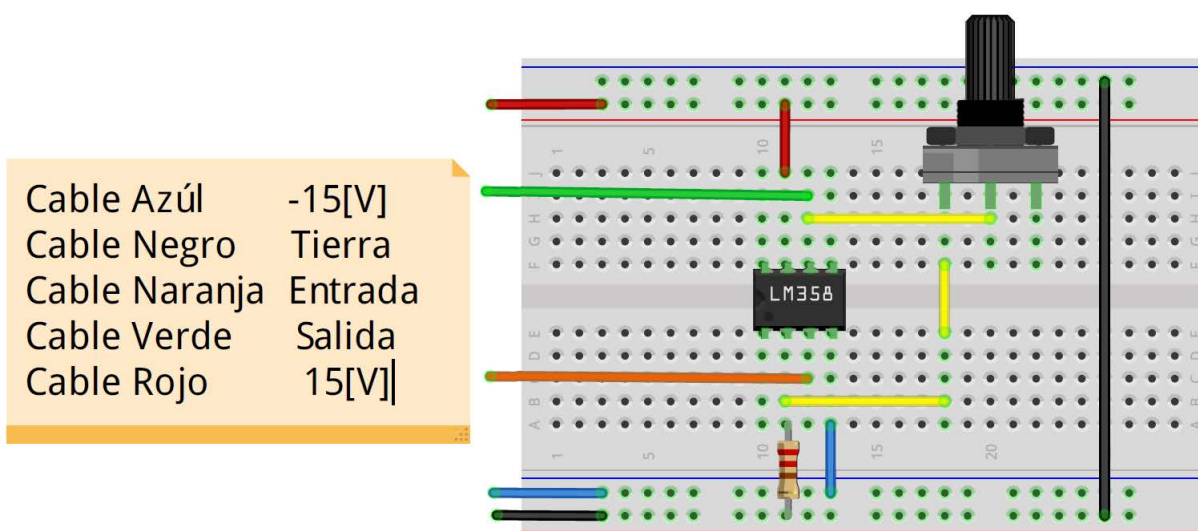 Cable Azúl -15[V]
Cable Negro Tierra
Cable Naranja Entrada
Cable Verde Salida
Cable Rojo 15[V]
1 5 10 15
J J
I I
H H
G G
F F
LM358
E E
D D
C C
B B
A A
1 5 10 15 20